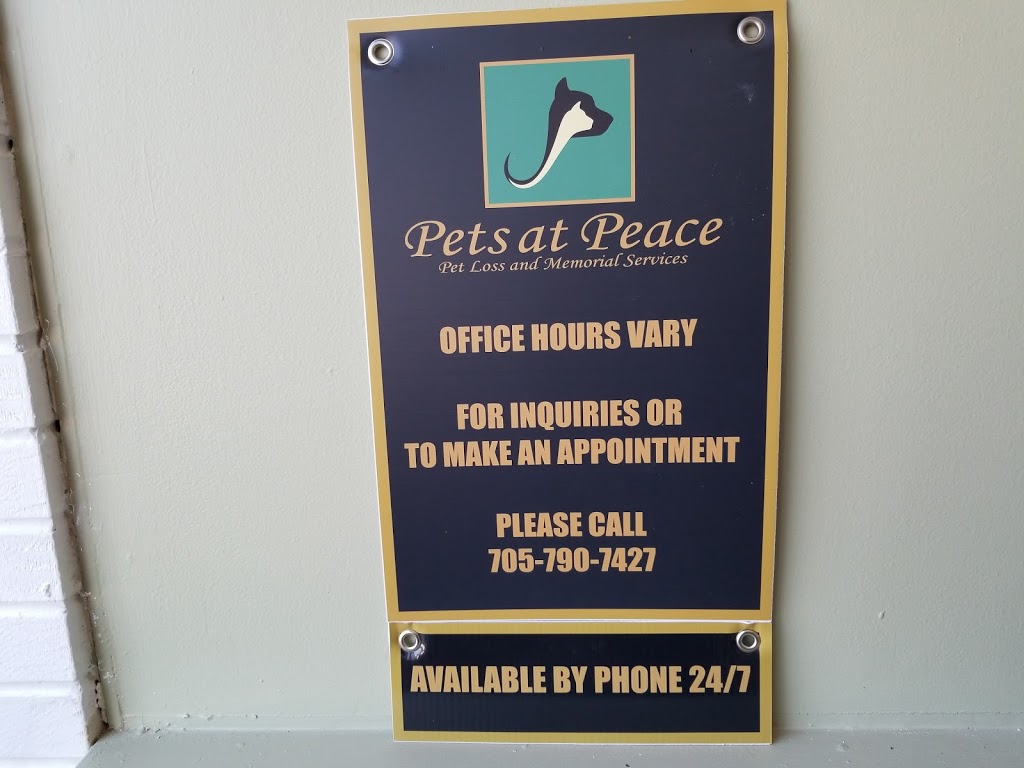 Pets at Peace
Pet Loss and Memorial Services
OFFICE HOURS VARY
FOR INQUIRIES OR
TO MAKE AN APPOINTMENT
PLEASE CALL
705-790-7427
AVAILABLE BY PHONE 24/7